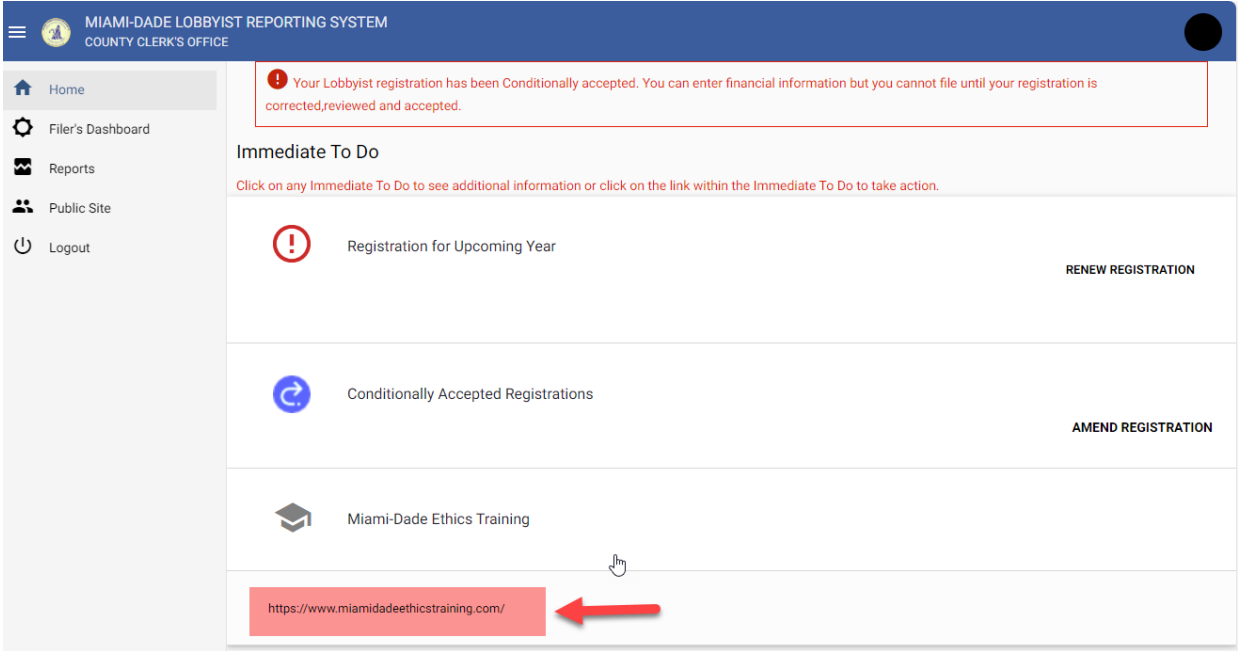 MIAMI-DADE LOBBYIST REPORTING SYSTEM
COUNTY CLERK'S OFFICE
Home
Filer's Dashboard
Reports
Public Site
Logout
Your Lobbyist registration has been Conditionally accepted. You can enter financial information but you cannot file until your registration is
corrected,reviewed and accepted.
Immediate To Do
Click on any Immediate To Do to see additional information or click on the link within the Immediate To Do to take action.
Registration for Upcoming Year
RENEW REGISTRATION
Conditionally Accepted Registrations
AMEND REGISTRATION
Miami-Dade Ethics Training
https://www.miamidadeethicstraining.com/